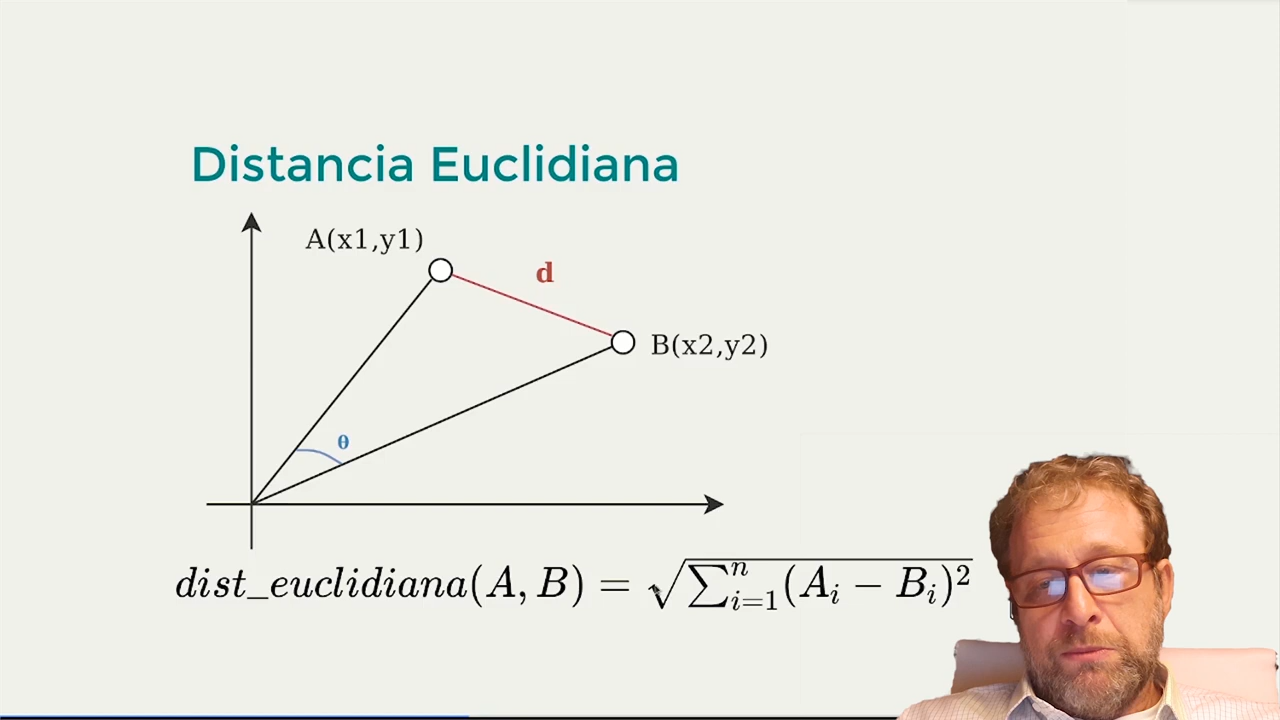 Distancia Euclidiana
A(x1,y1)
d
B(x2,y2)
θ
dist_euclidiana(A, B) = √∑ⁿᵢ₌₁(Aᵢ − Bᵢ)²